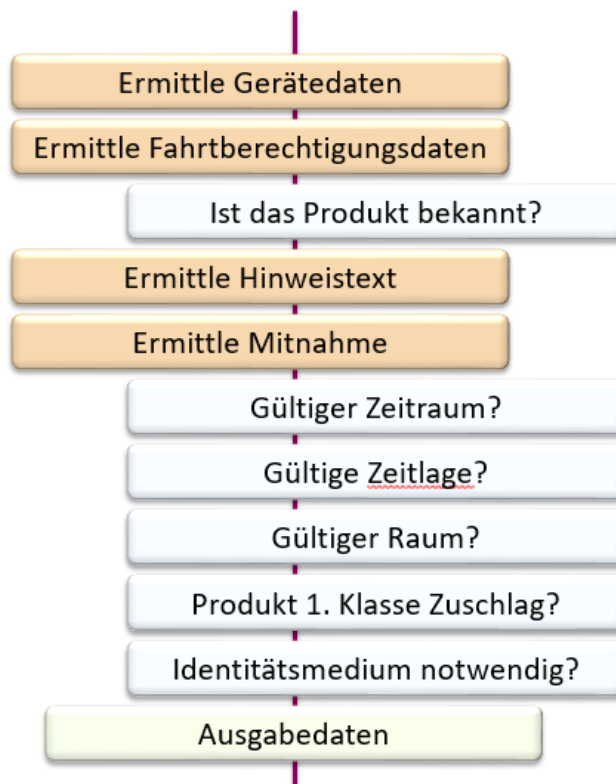 Ermittle Gerätedaten
Ermittle Fahrtberechtigungsdaten
Ist das Produkt bekannt?
Ermittle Hinweistext
Ermittle Mitnahme
Gültiger Zeitraum?
Gültige Zeitlage?
Gültiger Raum?
Produkt 1. Klasse Zuschlag?
Identitätsmedium notwendig?
Ausgabedaten